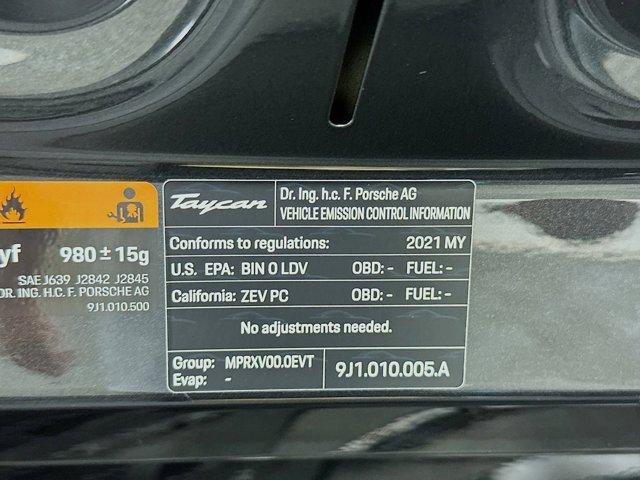 yf 980 ± 15g
SAE J639 J2842 J2845
DR. ING. H.C. F. PORSCHE AG
9J1.010.500
Taycan
Dr. Ing. h.c. F. Porsche AG
VEHICLE EMISSION CONTROL INFORMATION
Conforms to regulations: 2021 MY
U.S. EPA: BIN 0 LDV OBD: - FUEL: -
California: ZEV PC OBD: - FUEL: -
No adjustments needed.
Group: MPRXV00.0EVT
Evap: -
9J1.010.005.A